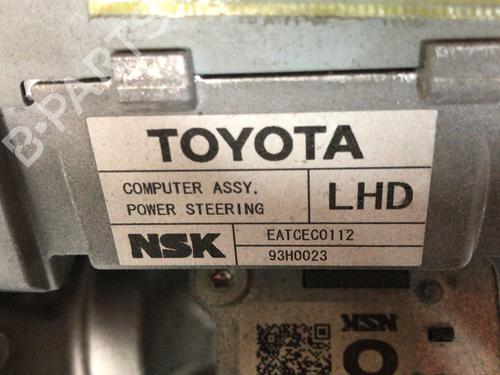 TOYOTA
COMPUTER ASSY.
POWER STEERING
LHD
NSK
EATCEC0112
93H0023
NSK
B-PARTS